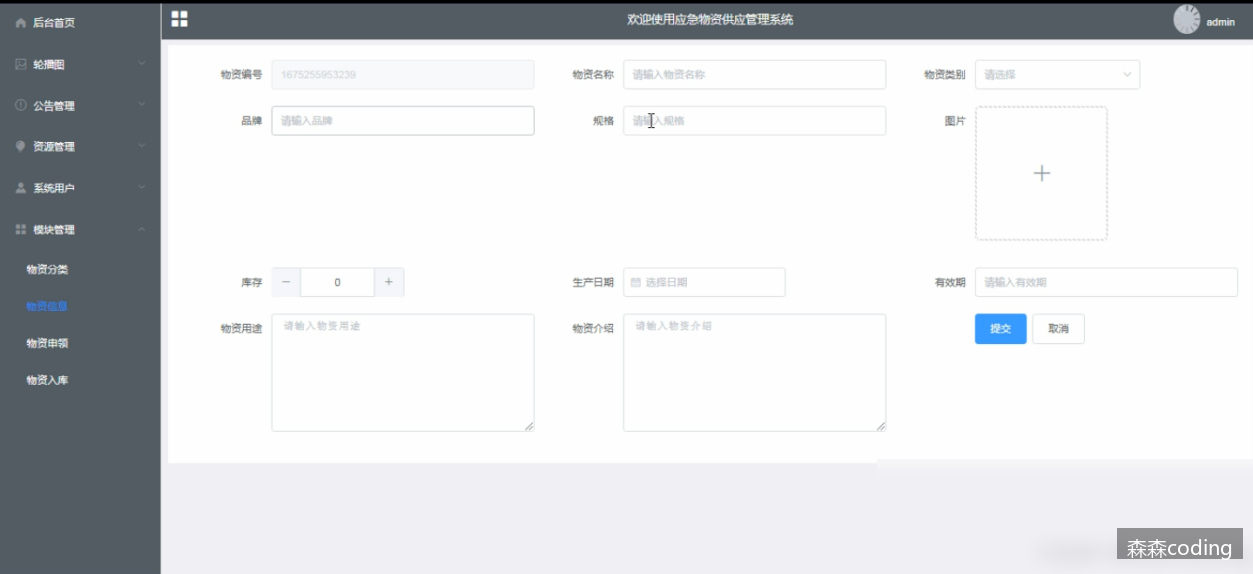 后台首页
欢迎使用应急物资供应管理系统
admin
轮播图
公告管理
资源管理
系统用户
模块管理
物资分类
物资信息
物资申领
物资入库
物资编号
1675255953239
物资名称
请输入物资名称
物资类别
请选择
品牌
请输入品牌
规格
请输入规格
图片
库存
0
生产日期
选择日期
有效期
请输入有效期
物资用途
请输入物资用途
物资介绍
请输入物资介绍
提交
取消
森森coding